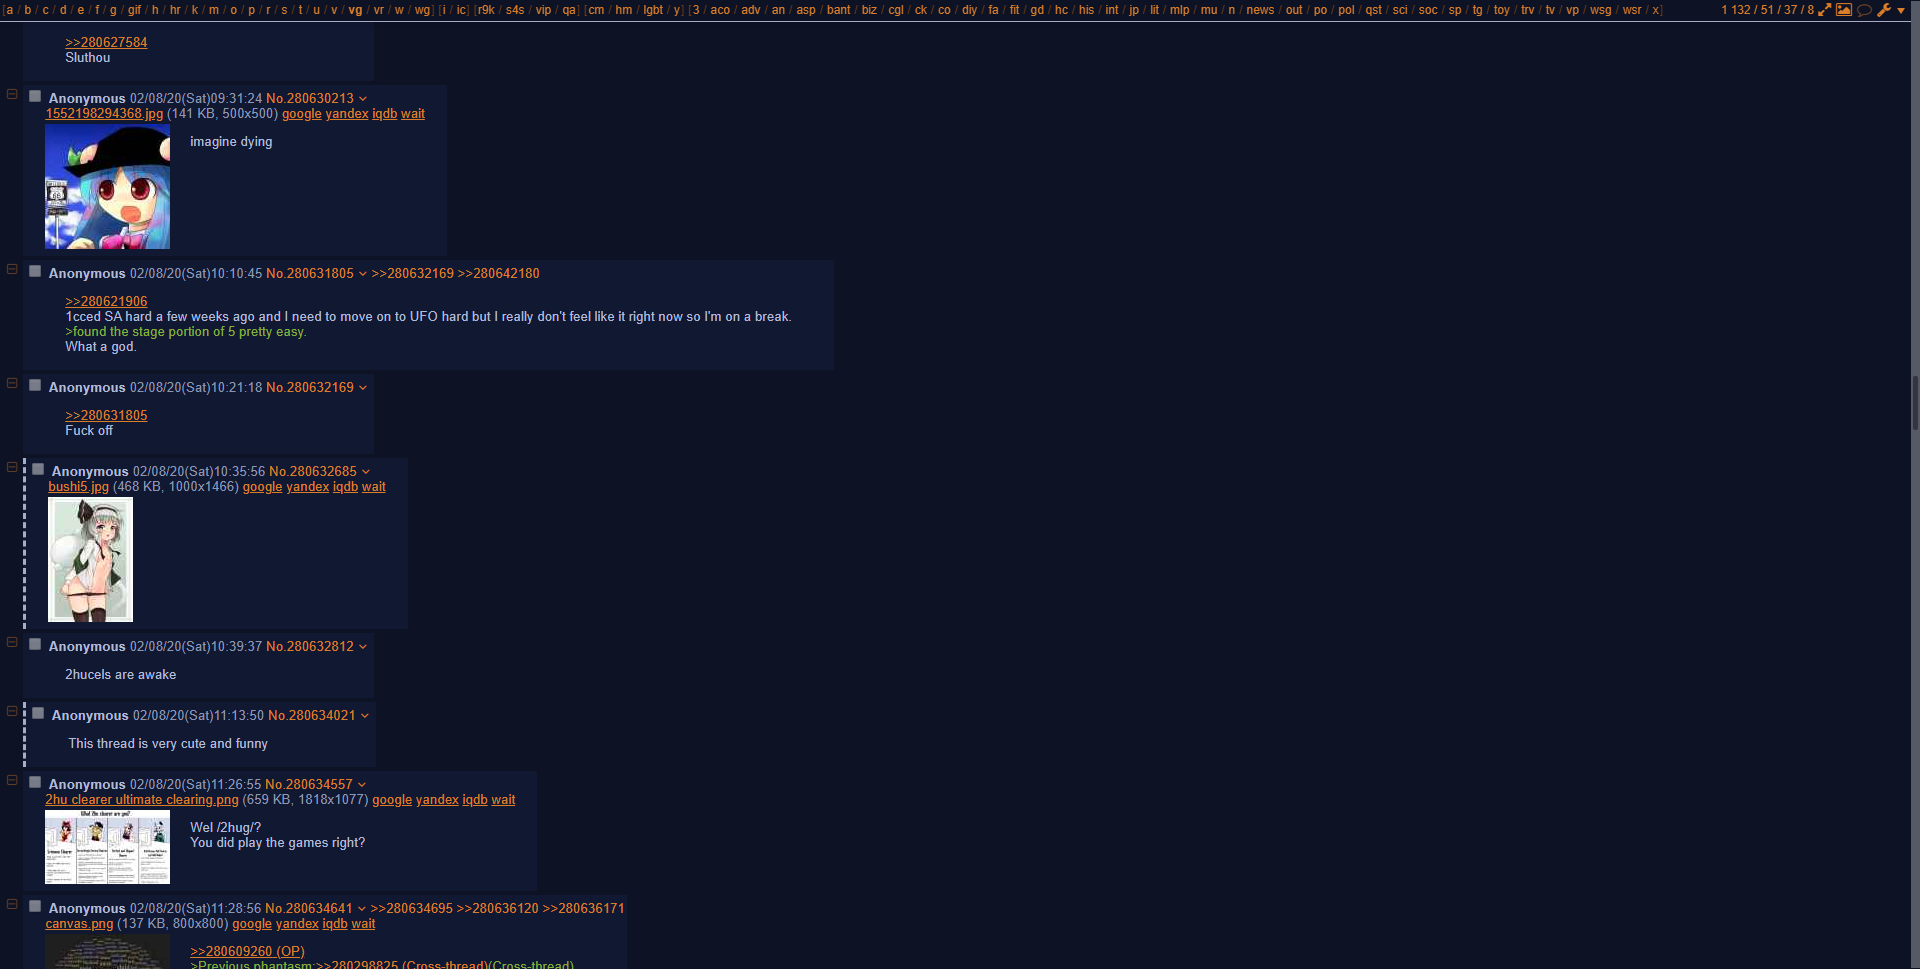 [a / b / c / d / e / f / g / gif / h / hr / k / m / o / p / r / s / t / u / v / vg / vr / w / wg] [i / ic] [r9k / s4s / vip / qa] [cm / hm / lgbt / y] [3 / aco / adv / an / asp / bant / biz / cgl / ck / co / diy / fa / fit / gd / hc / his / int / jp / lit / mlp / mu / n / news / out / po / pol / qst / sci / soc / sp / tg / toy / trv / tv / vp / wsg / wsr / x] 1 132 / 51 / 37 / 8
>>280627584
Sluthou
Anonymous 02/08/20(Sat)09:31:24 No.280630213
1552198294368.jpg (141 KB, 500x500) google yandex iqdb wait
imagine dying
Anonymous 02/08/20(Sat)10:10:45 No.280631805 >>280632169 >>280642180
>>280621906
1cced SA hard a few weeks ago and I need to move on to UFO hard but I really don't feel like it right now so I'm on a break.
>found the stage portion of 5 pretty easy.
What a god.
Anonymous 02/08/20(Sat)10:21:18 No.280632169
>>280631805
Fuck off
Anonymous 02/08/20(Sat)10:35:56 No.280632685
bushi5.jpg (468 KB, 1000x1466) google yandex iqdb wait
Anonymous 02/08/20(Sat)10:39:37 No.280632812
2hucels are awake
Anonymous 02/08/20(Sat)11:13:50 No.280634021
This thread is very cute and funny
Anonymous 02/08/20(Sat)11:26:55 No.280634557
2hu clearer ultimate clearing.png (659 KB, 1818x1077) google yandex iqdb wait
What 2hu clearer are you?
Wel /2hug/?
You did play the games right?
Anonymous 02/08/20(Sat)11:28:56 No.280634641 >>280634695 >>280636120 >>280636171
canvas.png (137 KB, 800x800) google yandex iqdb wait
>>280609260 (OP)
>Previous phantasm:>>280298825 (Cross-thread)(Cross-thread)